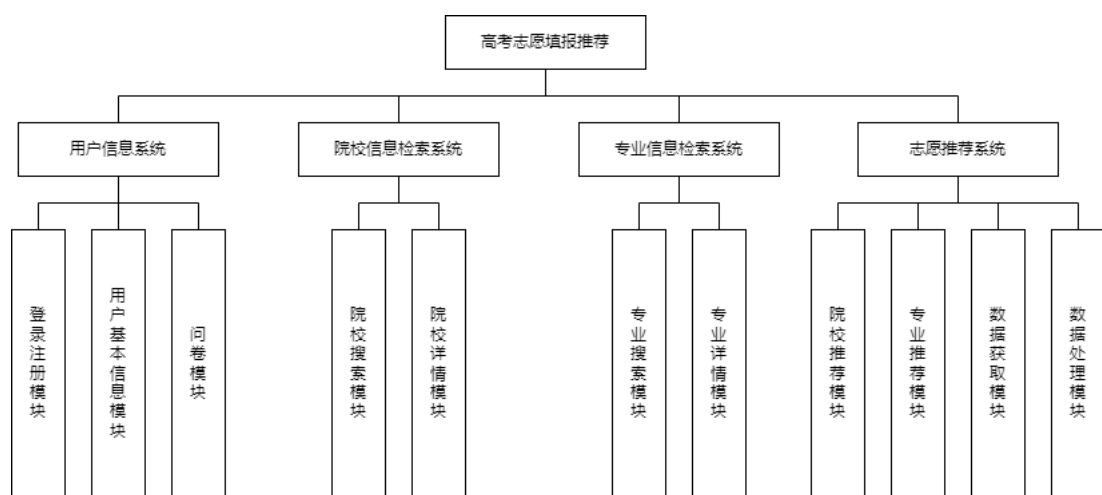 高考志愿填报推荐
用户信息系统
院校信息检索系统
专业信息检索系统
志愿推荐系统
登录注册模块
用户基本信息模块
问卷模块
院校搜索模块
院校详情模块
专业搜索模块
专业详情模块
院校推荐模块
专业推荐模块
数据获取模块
数据处理模块